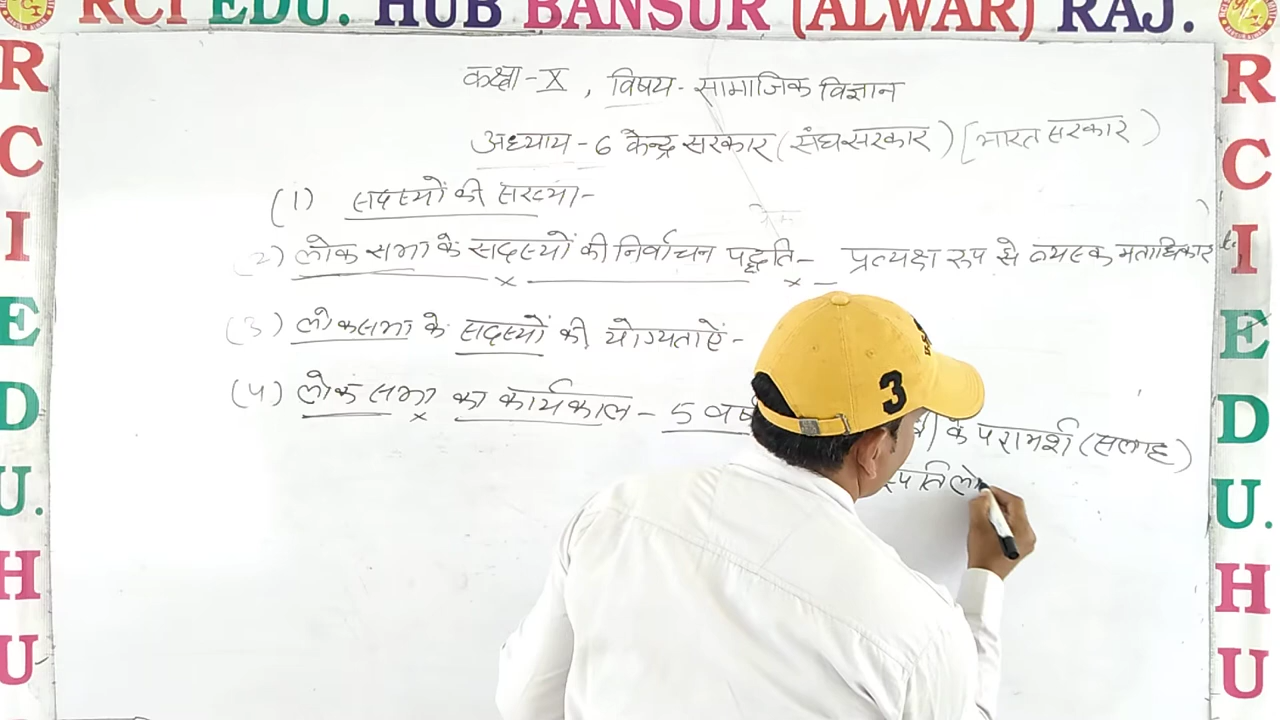 RCI EDU. HUB BANSUR (ALWAR) RAJ.
कक्षा-X, विषय- सामाजिक विज्ञान
अध्याय-6 केन्द्र सरकार (संघ सरकार) [भारत सरकार)
(1) सदस्यों की संख्या-
(2) लोक सभा के सदस्यों की निर्वाचन पद्धति- प्रत्यक्ष रूप से व्यस्क मताधिकार
(3) लोकसभा के सदस्यों की योग्यताऐं-
(4) लोक सभा का कार्यकाल - 5 वर्ष के परामर्श (सलाह)
R C I E D U. H U
R C I E D U. H U